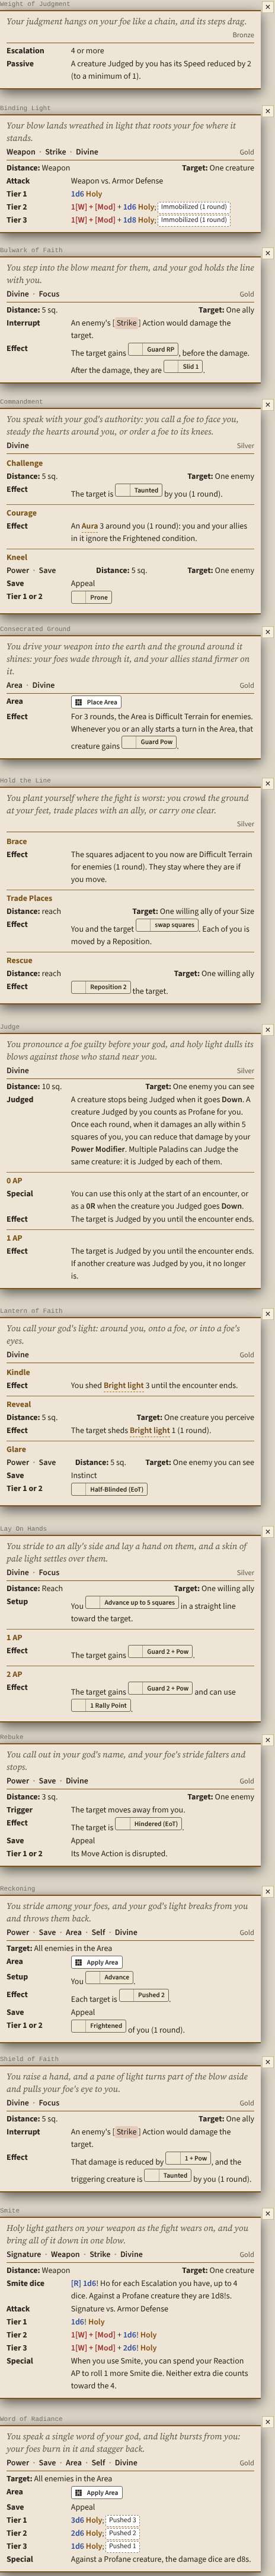 Weight of Judgment
Your judgment hangs on your foe like a chain, and its steps drag.
Bronze
Escalation 4 or more
Passive A creature Judged by you has its Speed reduced by 2
(to a minimum of 1).
Binding Light
Your blow lands wreathed in light that roots your foe where it
stands.
Weapon · Strike · Divine Gold
Distance: Weapon Target: One creature
Attack Weapon vs. Armor Defense
Tier 1 1d6 Holy
Tier 2 1[W] + [Mod] + 1d6 Holy; Immobilized (1 round)
Tier 3 1[W] + [Mod] + 1d8 Holy; Immobilized (1 round)
Bulwark of Faith
You step into the blow meant for them, and your god holds the line
with you.
Divine · Focus Gold
Distance: 5 sq. Target: One ally
Interrupt An enemy's [Strike] Action would damage the
target.
Effect The target gains Guard RP, before the damage.
After the damage, they are Slid 1.
Commandment
You speak with your god's authority: you call a foe to face you,
steady the hearts around you, or order a foe to its knees.
Divine Silver
Challenge
Distance: 5 sq. Target: One enemy
Effect The target is Taunted by you (1 round).
Courage
Effect An Aura 3 around you (1 round): you and your allies
in it ignore the Frightened condition.
Kneel
Power · Save Distance: 5 sq. Target: One enemy
Save Appeal
Tier 1 or 2 Prone
Consecrated Ground
You drive your weapon into the earth and the ground around it
shines: your foes wade through it, and your allies stand firmer on
it.
Area · Divine Gold
Area Place Area
Effect For 3 rounds, the Area is Difficult Terrain for enemies.
Whenever you or an ally starts a turn in the Area, that
creature gains Guard Pow.
Hold the Line
You plant yourself where the fight is worst: you crowd the ground
at your feet, trade places with an ally, or carry one clear.
Silver
Brace
Effect The squares adjacent to you now are Difficult Terrain
for enemies (1 round). They stay where they are if
you move.
Trade Places
Distance: reach Target: One willing ally of your Size
Effect You and the target swap squares. Each of you is
moved by a Reposition.
Rescue
Distance: reach Target: One willing ally
Effect Reposition 2 the target.
Judge
You pronounce a foe guilty before your god, and holy light dulls its
blows against those who stand near you.
Divine Silver
Distance: 10 sq. Target: One enemy you can see
Judged A creature stops being Judged when it goes Down. A
creature Judged by you counts as Profane for you.
Once each round, when it damages an ally within 5
squares of you, you can reduce that damage by your
Power Modifier. Multiple Paladins can Judge the
same creature: it is Judged by each of them.
0 AP
Special You can use this only at the start of an encounter, or
as a 0R when the creature you Judged goes Down.
Effect The target is Judged by you until the encounter ends.
1 AP
Effect The target is Judged by you until the encounter ends.
If another creature was Judged by you, it no longer
is.
Lantern of Faith
You call your god's light: around you, onto a foe, or into a foe's
eyes.
Divine Gold
Kindle
Effect You shed Bright light 3 until the encounter ends.
Reveal
Distance: 5 sq. Target: One creature you perceive
Effect The target sheds Bright light 1 (1 round).
Glare
Power · Save Distance: 5 sq. Target: One enemy you can see
Save Instinct
Tier 1 or 2 Half-Blinded (EoT)
Lay On Hands
You stride to an ally's side and lay a hand on them, and a skin of
pale light settles over them.
Divine · Focus Silver
Distance: Reach Target: One willing ally
Setup You Advance up to 5 squares in a straight line
toward the target.
1 AP
Effect The target gains Guard 2 + Pow.
2 AP
Effect The target gains Guard 2 + Pow and can use
1 Rally Point.
Rebuke
You call out in your god's name, and your foe's stride falters and
stops.
Power · Save · Divine Gold
Distance: 3 sq. Target: One enemy
Trigger The target moves away from you.
Effect The target is Hindered (EoT).
Save Appeal
Tier 1 or 2 Its Move Action is disrupted.
Reckoning
You stride among your foes, and your god's light breaks from you
and throws them back.
Power · Save · Area · Self · Divine Gold
Target: All enemies in the Area
Area Apply Area
Setup You Advance.
Effect Each target is Pushed 2.
Save Appeal
Tier 1 or 2 Frightened of you (1 round).
Shield of Faith
You raise a hand, and a pane of light turns part of the blow aside
and pulls your foe's eye to you.
Divine · Focus Gold
Distance: 5 sq. Target: One ally
Interrupt An enemy's [Strike] Action would damage the
target.
Effect That damage is reduced by 1 + Pow, and the
triggering creature is Taunted by you (1 round).
Smite
Holy light gathers on your weapon as the fight wears on, and you
bring all of it down in one blow.
Signature · Weapon · Strike · Divine Gold
Distance: Weapon Target: One creature
Smite dice [R] 1d6! Ho for each Escalation you have, up to 4
dice. Against a Profane creature they are 1d8!s.
Attack Signature vs. Armor Defense
Tier 1 1d6! Holy
Tier 2 1[W] + [Mod] + 1d6! Holy
Tier 3 1[W] + [Mod] + 2d6! Holy
Special When you use Smite, you can spend your Reaction
AP to roll 1 more Smite die. Neither extra die counts
toward the 4.
Word of Radiance
You speak a single word of your god, and light bursts from you:
your foes burn in it and stagger back.
Power · Save · Area · Self · Divine Gold
Target: All enemies in the Area
Area Apply Area
Save Appeal
Tier 1 3d6 Holy; Pushed 3
Tier 2 2d6 Holy; Pushed 2
Tier 3 1d6 Holy; Pushed 1
Special Against a Profane creature, the damage dice are d8s.